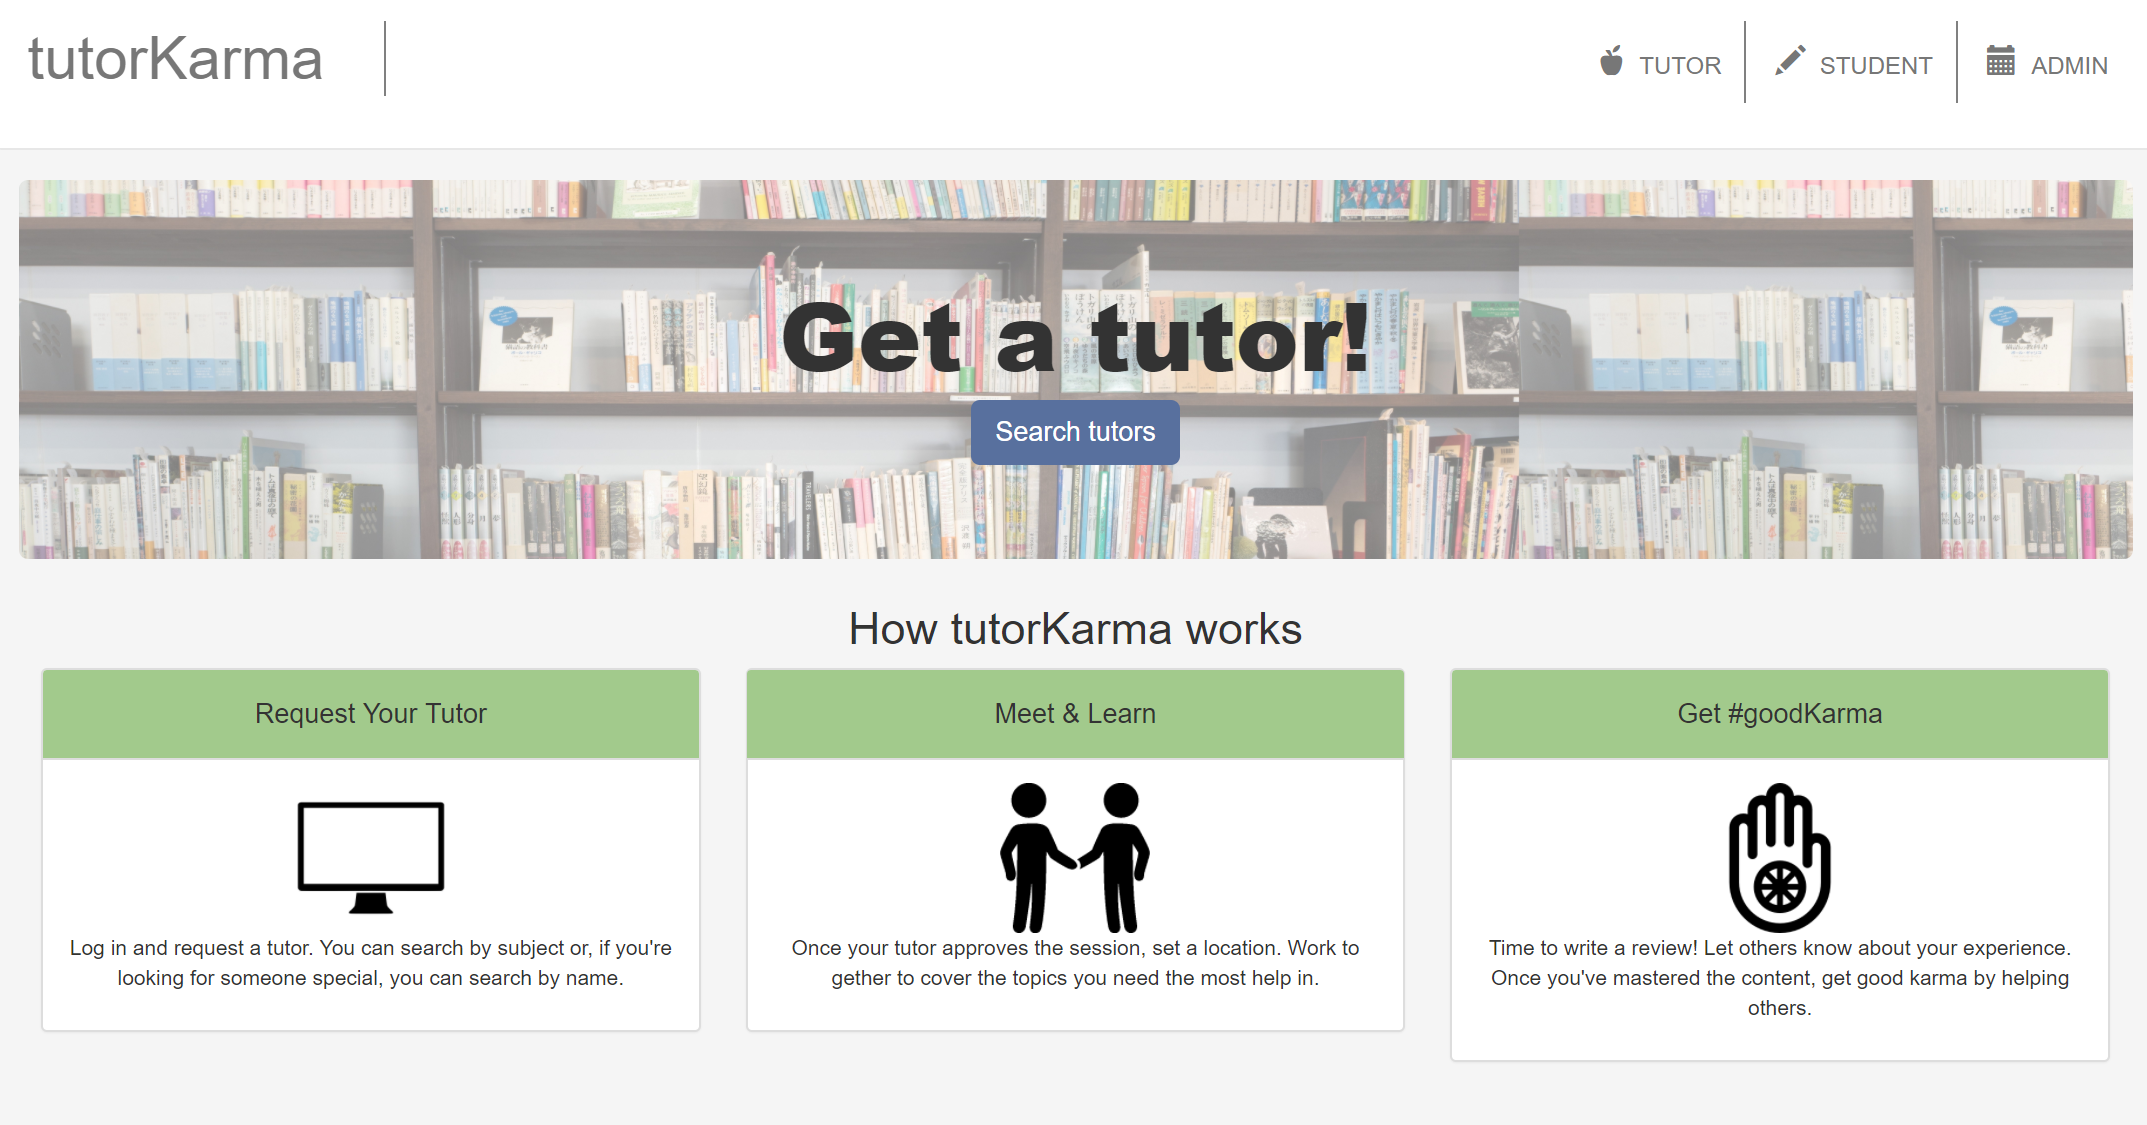 tutorKarma
TUTOR
STUDENT
ADMIN
Get a tutor!
Search tutors
How tutorKarma works
Request Your Tutor
Log in and request a tutor. You can search by subject or, if you're
looking for someone special, you can search by name.
Meet & Learn
Once your tutor approves the session, set a location. Work to
gether to cover the topics you need the most help in.
Get #goodKarma
Time to write a review! Let others know about your experience.
Once you've mastered the content, get good karma by helping
others.